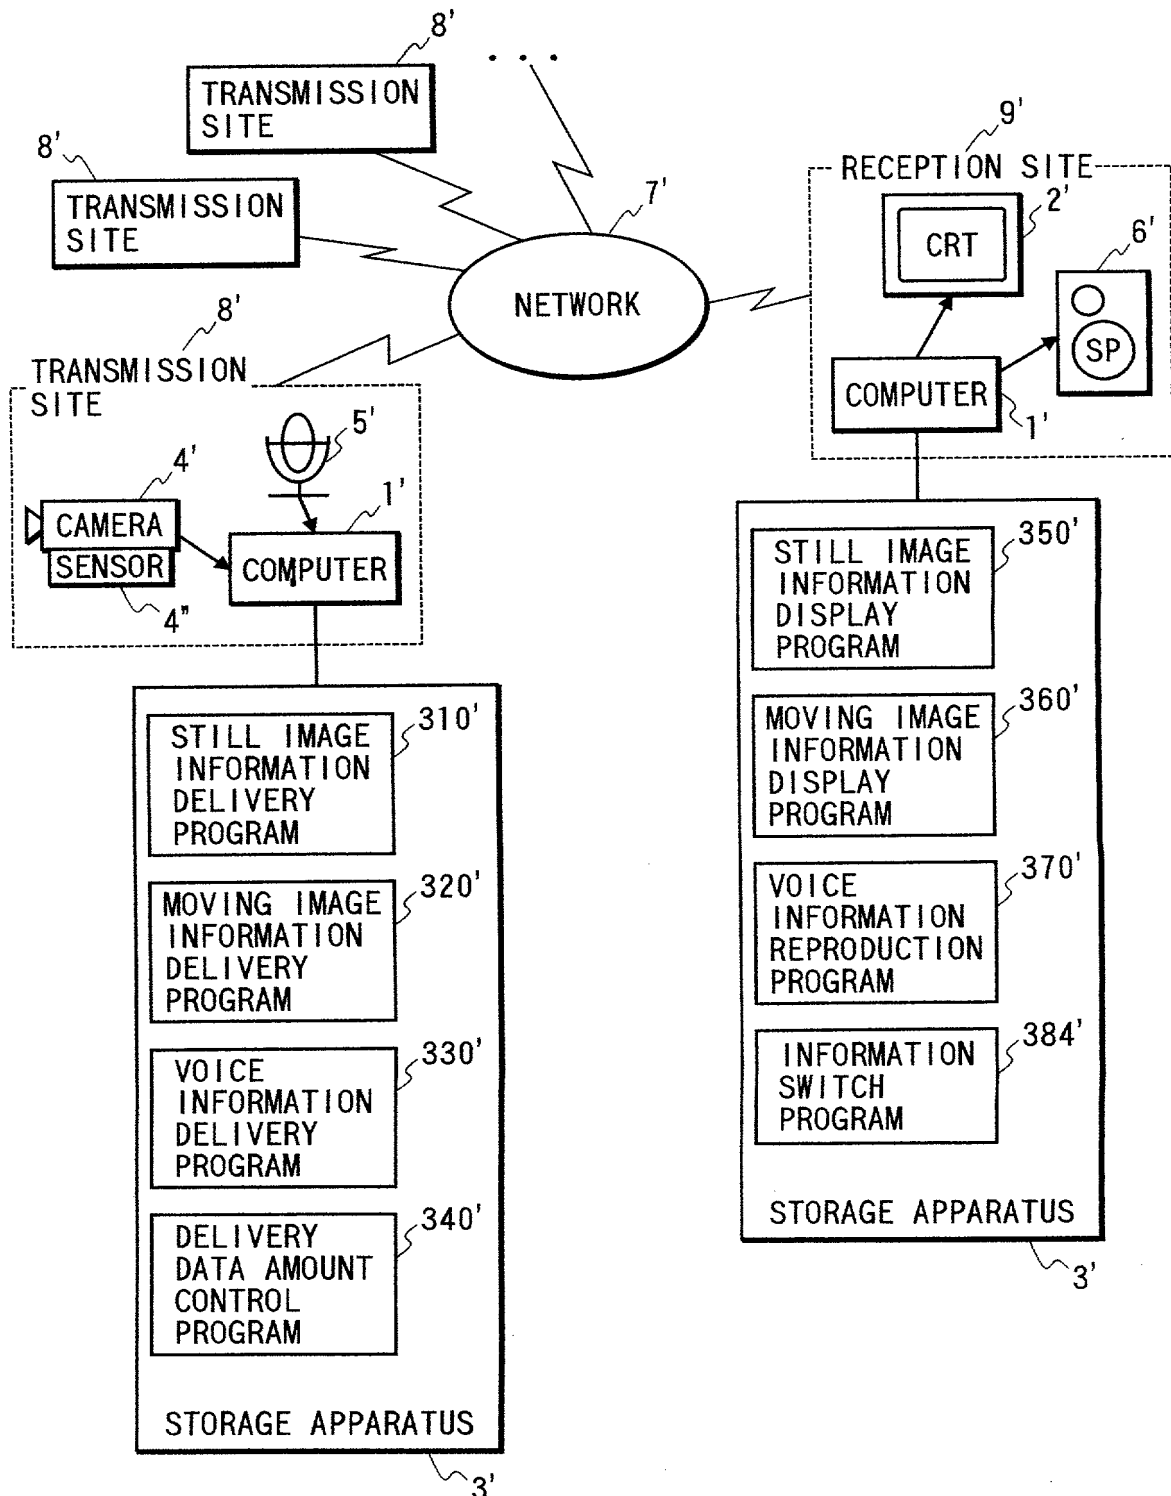 8'
. . .
TRANSMISSION
SITE
8'
TRANSMISSION
SITE
7'
NETWORK
9'
RECEPTION SITE
2'
CRT
6'
SP
COMPUTER
1'
8'
TRANSMISSION
SITE
5'
4'
CAMERA
SENSOR
4"
1'
COMPUTER
310'
STILL IMAGE
INFORMATION
DELIVERY
PROGRAM
320'
MOVING IMAGE
INFORMATION
DELIVERY
PROGRAM
330'
VOICE
INFORMATION
DELIVERY
PROGRAM
340'
DELIVERY
DATA AMOUNT
CONTROL
PROGRAM
STORAGE APPARATUS
3'
350'
STILL IMAGE
INFORMATION
DISPLAY
PROGRAM
360'
MOVING IMAGE
INFORMATION
DISPLAY
PROGRAM
370'
VOICE
INFORMATION
REPRODUCTION
PROGRAM
384'
INFORMATION
SWITCH
PROGRAM
STORAGE APPARATUS
3'